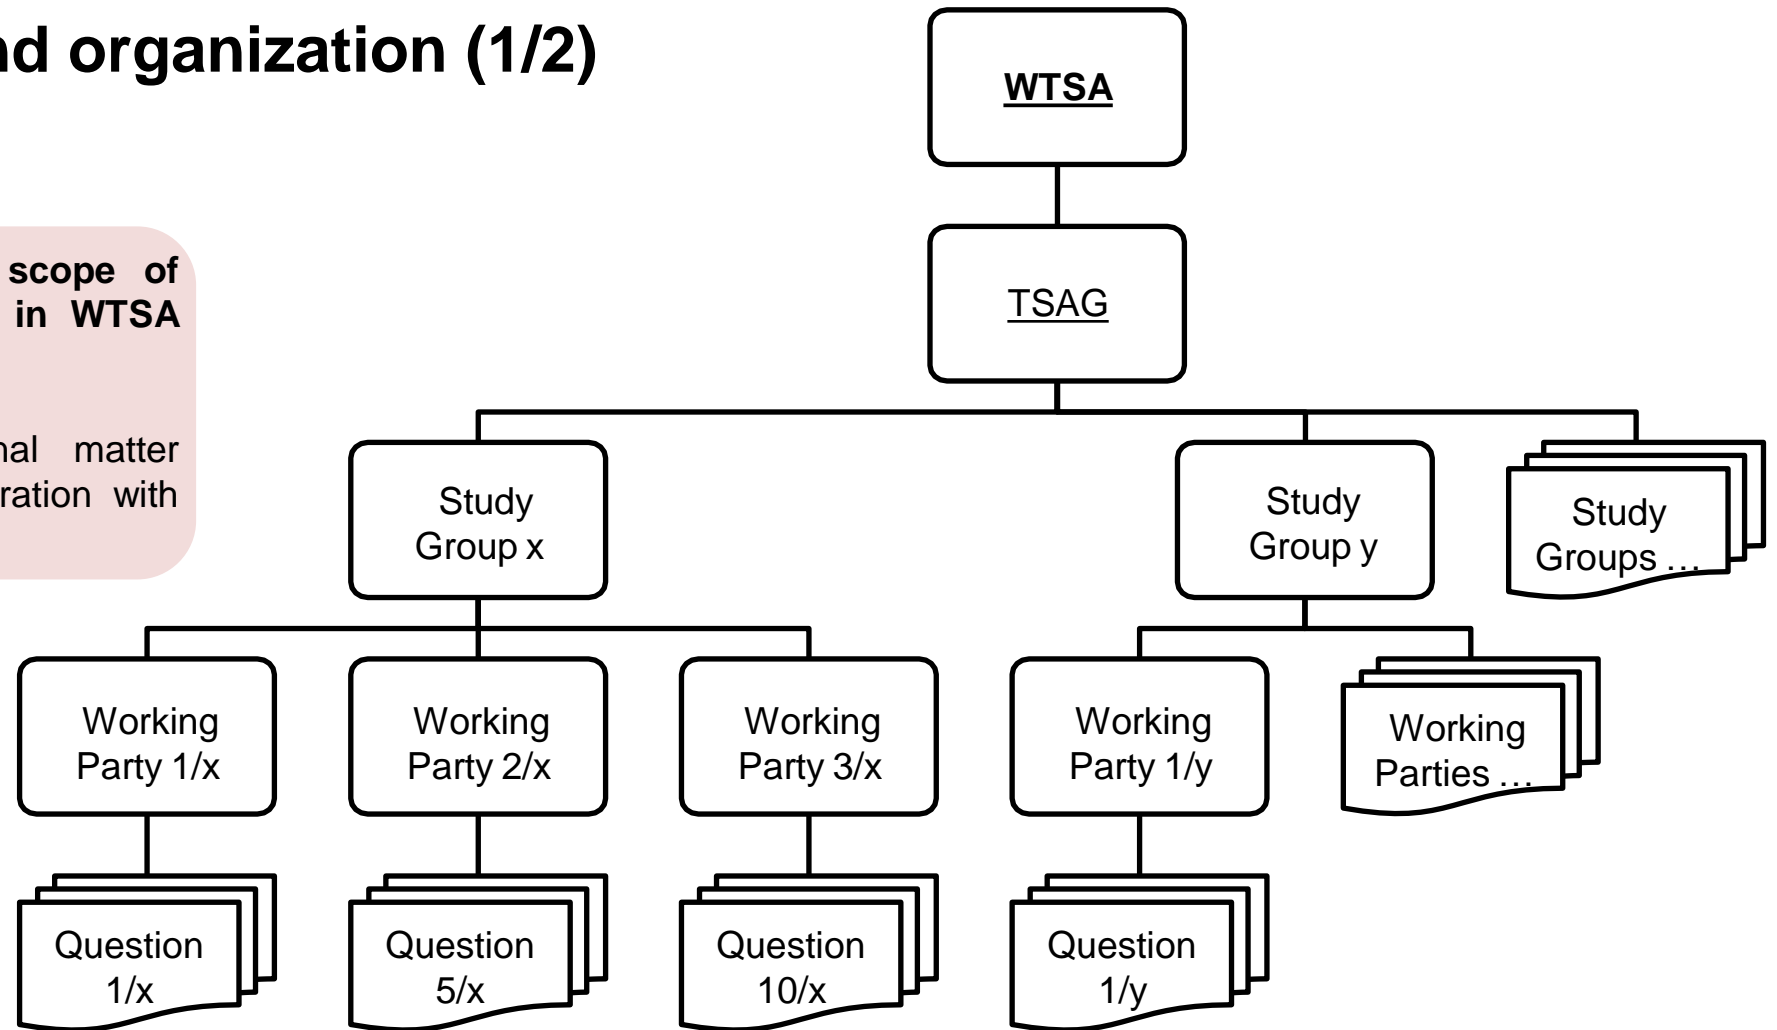 nd organization (1/2)
scope of
in WTSA
nal matter
ration with
WTSA
TSAG
Study
Group x
Study
Group y
Study
Groups …
Working
Party 1/x
Working
Party 2/x
Working
Party 3/x
Working
Party 1/y
Working
Parties …
Question
1/x
Question
5/x
Question
10/x
Question
1/y